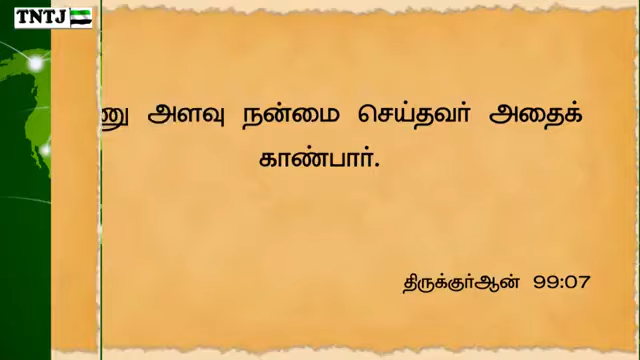 TNTJ
அளவு நன்மை செய்தவர் அதைக்
காண்பார்.
திருக்குர்ஆன் 99:07